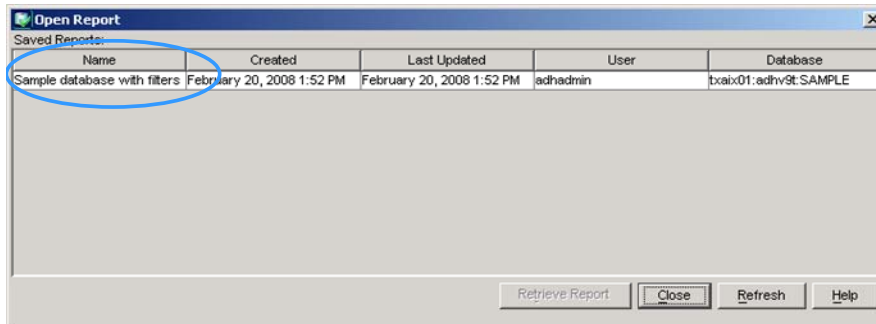 Open Report
Saved Reports:
Name Created Last Updated User Database
Sample database with filters February 20, 2008 1:52 PM February 20, 2008 1:52 PM adhadmin txaix01:adhv9t:SAMPLE
Retrieve Report Close Refresh Help